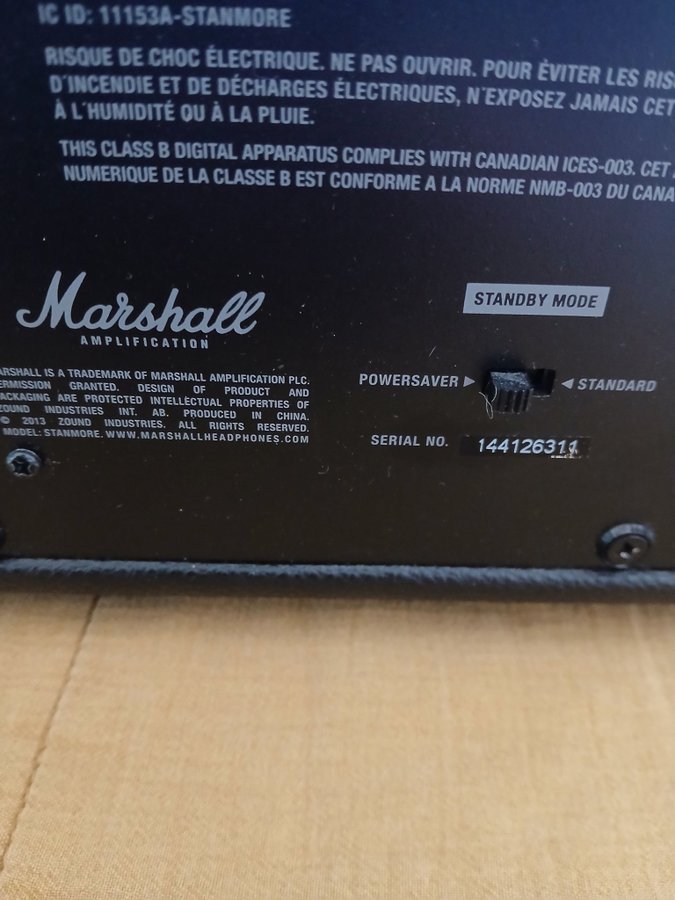 IC ID: 11153A-STANMORE
RISQUE DE CHOC ÉLECTRIQUE. NE PAS OUVRIR. POUR ÉVITER LES
D'INCENDIE ET DE DÉCHARGES ÉLECTRIQUES, N'EXPOSEZ JAMAIS
À L'HUMIDITÉ OU À LA PLUIE.
THIS CLASS B DIGITAL APPARATUS COMPLIES WITH CANADIAN ICES-003. CET
NUMERIQUE DE LA CLASSE B EST CONFORME A LA NORME NMB-003 DU
Marshall
AMPLIFICATION
MARSHALL IS A TRADEMARK OF MARSHALL AMPLIFICATION PLC.
PERMISSION GRANTED. DESIGN OF PRODUCT AND
PACKAGING ARE PROTECTED INTELLECTUAL PROPERTIES OF
ZOUND INDUSTRIES INT. AB. PRODUCED IN CHINA.
© 2013 ZOUND INDUSTRIES. ALL RIGHTS RESERVED.
MODEL: STANMORE. WWW.MARSHALLHEADPHONES.COM
STANDBY MODE
POWERSAVER ▶ ◀ STANDARD
SERIAL NO. 144126311